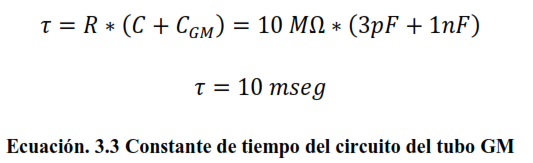 τ = R ∗ (C + C_GM) = 10 MΩ ∗ (3pF + 1nF)
τ = 10 mseg
Ecuación. 3.3 Constante de tiempo del circuito del tubo GM